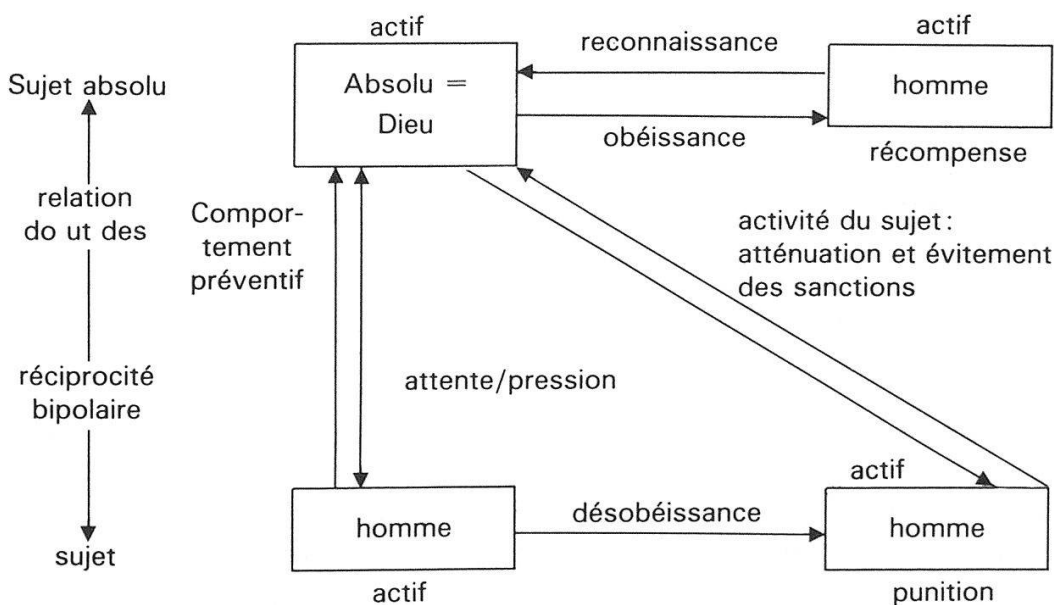 actif
actif
reconnaissance
Sujet absolu
Absolu =
Dieu
homme
obéissance
récompense
relation
do ut des
Compor-
tement
préventif
activité du sujet:
atténuation et évitement
des sanctions
réciprocité
bipolaire
attente/pression
actif
homme
désobéissance
homme
sujet
actif
punition